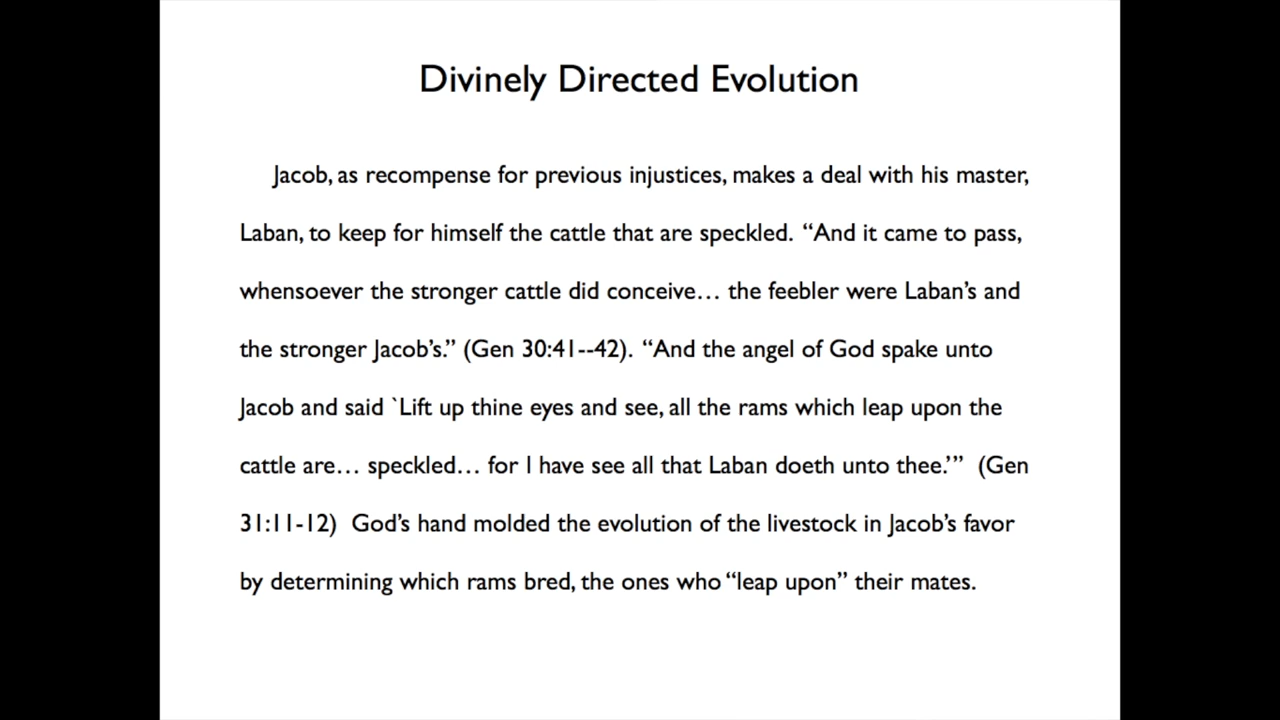 Divinely Directed Evolution
Jacob, as recompense for previous injustices, makes a deal with his master,
Laban, to keep for himself the cattle that are speckled. “And it came to pass,
whensoever the stronger cattle did conceive… the feebler were Laban’s and
the stronger Jacob’s.” (Gen 30:41--42). “And the angel of God spake unto
Jacob and said `Lift up thine eyes and see, all the rams which leap upon the
cattle are… speckled… for I have see all that Laban doeth unto thee.’” (Gen
31:11-12) God’s hand molded the evolution of the livestock in Jacob’s favor
by determining which rams bred, the ones who “leap upon” their mates.